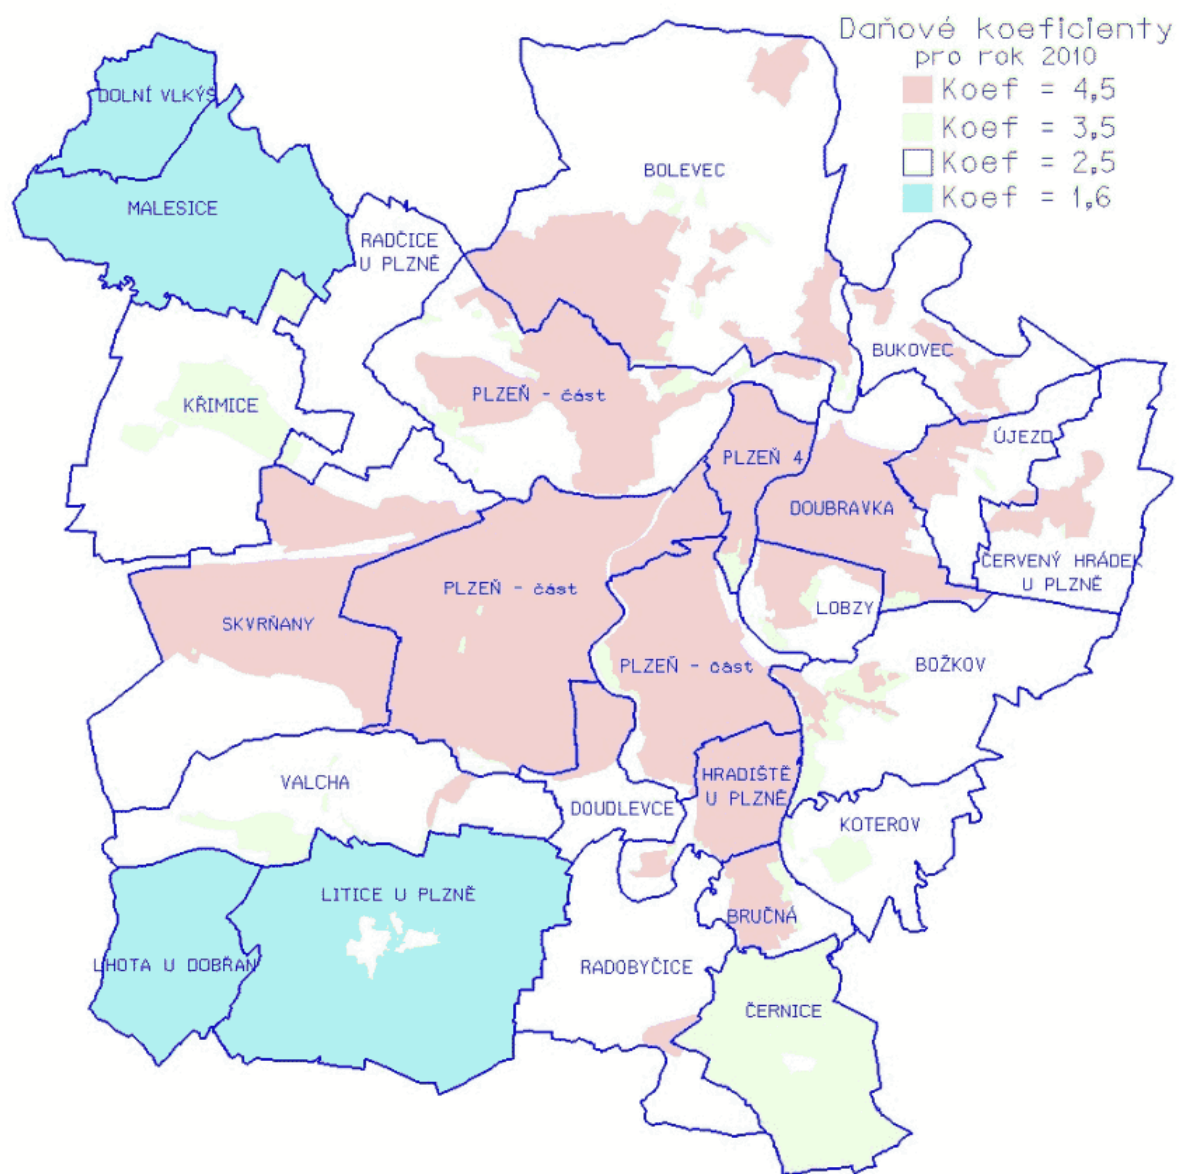 Daňové koeficienty
pro rok 2010
Koef = 4,5
Koef = 3,5
Koef = 2,5
Koef = 1,6
DOLNÍ VLKÝŠ
MALESICE
BOLEVEC
RADČICE
U PLZNĚ
BUKOVEC
KŘIMICE
PLZEŇ - část
ÚJEZD
PLZEŇ 4
DOUBRAVKA
ČERVENÝ HRÁDEK
U PLZNĚ
PLZEŇ - část
LOBZY
SKVRŇANY
PLZEŇ - část
BOŽKOV
VALCHA
HRADIŠTĚ
U PLZNĚ
DOUDLEVCE
KOTEROV
LITICE U PLZNĚ
BRUČNÁ
LHOTA U DOBŘAN
RADOBYČICE
ČERNICE